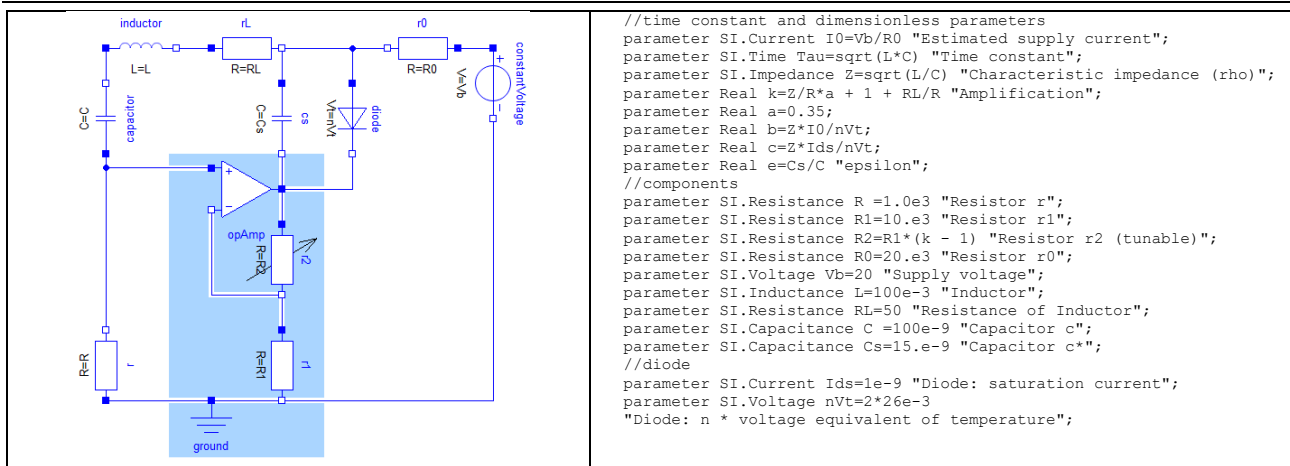 inductor
rL
r0
L=L
R=RL
R=R0
constantVoltage
+
V=Vb
−
C=C
capacitor
C=Cs
cs
Vt=nVt
diode
+
−
opAmp
R=R2
r2
R=R
r
R=R1
r1
ground
//time constant and dimensionless parameters
parameter SI.Current I0=Vb/R0 "Estimated supply current";
parameter SI.Time Tau=sqrt(L*C) "Time constant";
parameter SI.Impedance Z=sqrt(L/C) "Characteristic impedance (rho)";
parameter Real k=Z/R*a + 1 + RL/R "Amplification";
parameter Real a=0.35;
parameter Real b=Z*I0/nVt;
parameter Real c=Z*Ids/nVt;
parameter Real e=Cs/C "epsilon";
//components
parameter SI.Resistance R =1.0e3 "Resistor r";
parameter SI.Resistance R1=10.e3 "Resistor r1";
parameter SI.Resistance R2=R1*(k - 1) "Resistor r2 (tunable)";
parameter SI.Resistance R0=20.e3 "Resistor r0";
parameter SI.Voltage Vb=20 "Supply voltage";
parameter SI.Inductance L=100e-3 "Inductor";
parameter SI.Resistance RL=50 "Resistance of Inductor";
parameter SI.Capacitance C =100e-9 "Capacitor c";
parameter SI.Capacitance Cs=15.e-9 "Capacitor c*";
//diode
parameter SI.Current Ids=1e-9 "Diode: saturation current";
parameter SI.Voltage nVt=2*26e-3
"Diode: n * voltage equivalent of temperature";